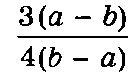 3(a - b)
4(b - a)